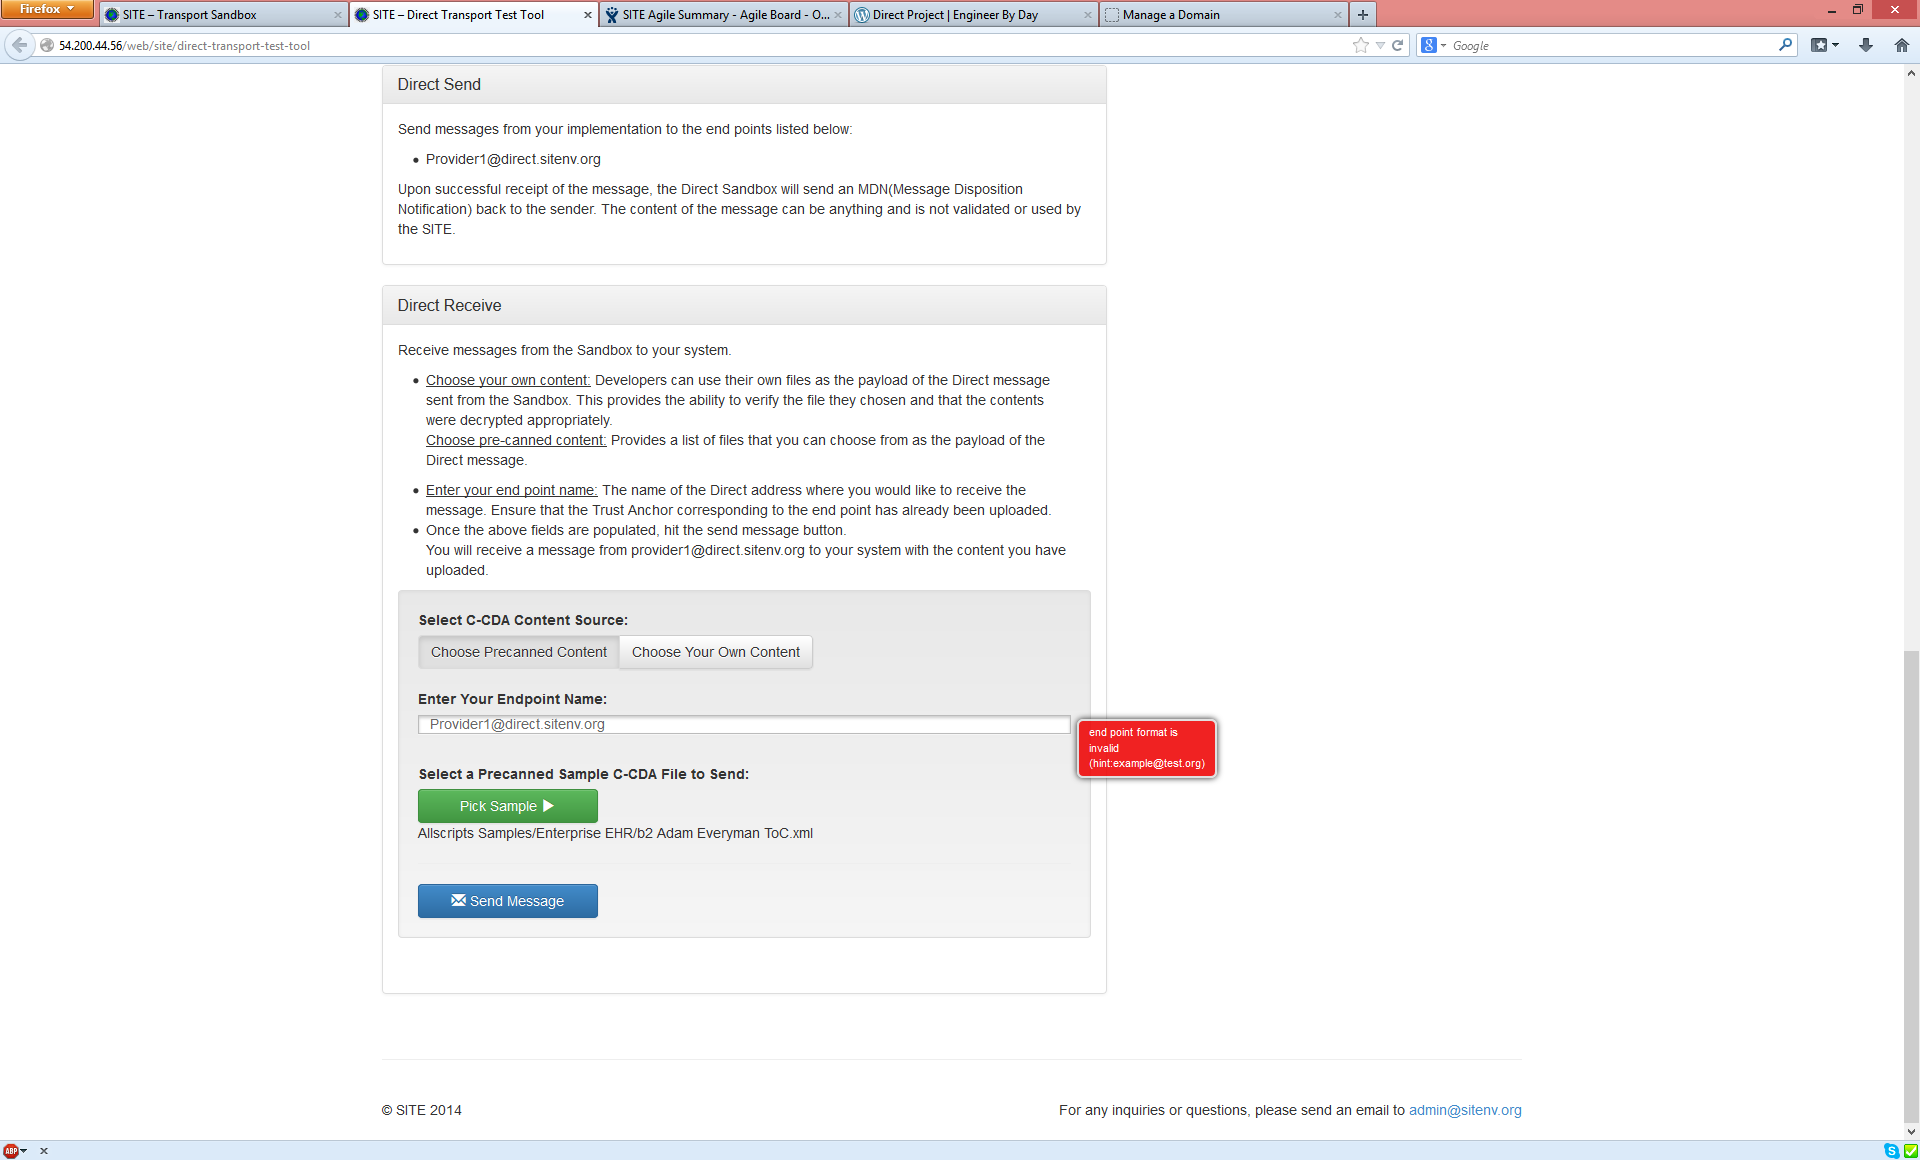 Firefox
SITE – Transport Sandbox
SITE – Direct Transport Test Tool
SITE Agile Summary - Agile Board - O...
Direct Project | Engineer By Day
Manage a Domain
54.200.44.56/web/site/direct-transport-test-tool
Google
Direct Send
Send messages from your implementation to the end points listed below:
Provider1@direct.sitenv.org
Upon successful receipt of the message, the Direct Sandbox will send an MDN(Message Disposition
Notification) back to the sender. The content of the message can be anything and is not validated or used by
the SITE.
Direct Receive
Receive messages from the Sandbox to your system.
Choose your own content: Developers can use their own files as the payload of the Direct message
sent from the Sandbox. This provides the ability to verify the file they chosen and that the contents
were decrypted appropriately.
Choose pre-canned content: Provides a list of files that you can choose from as the payload of the
Direct message.
Enter your end point name: The name of the Direct address where you would like to receive the
message. Ensure that the Trust Anchor corresponding to the end point has already been uploaded.
Once the above fields are populated, hit the send message button.
You will receive a message from provider1@direct.sitenv.org to your system with the content you have
uploaded.
Select C-CDA Content Source:
Choose Precanned Content
Choose Your Own Content
Enter Your Endpoint Name:
Provider1@direct.sitenv.org
end point format is
invalid
(hint:example@test.org)
Select a Precanned Sample C-CDA File to Send:
Pick Sample
Allscripts Samples/Enterprise EHR/b2 Adam Everyman ToC.xml
Send Message
© SITE 2014
For any inquiries or questions, please send an email to admin@sitenv.org
ABP